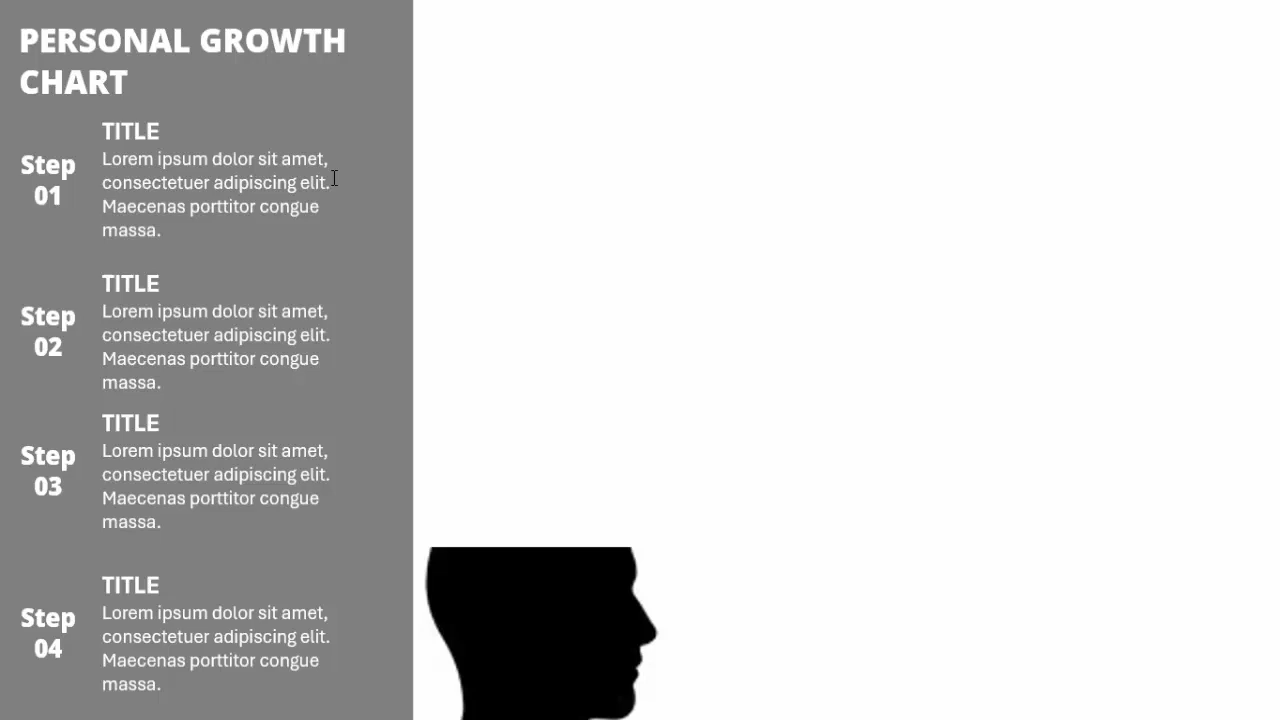 PERSONAL GROWTH
CHART
Step
01
TITLE
Lorem ipsum dolor sit amet,
consectetuer adipiscing elit.
Maecenas porttitor congue
massa.
Step
02
TITLE
Lorem ipsum dolor sit amet,
consectetuer adipiscing elit.
Maecenas porttitor congue
massa.
Step
03
TITLE
Lorem ipsum dolor sit amet,
consectetuer adipiscing elit.
Maecenas porttitor congue
massa.
Step
04
TITLE
Lorem ipsum dolor sit amet,
consectetuer adipiscing elit.
Maecenas porttitor congue
massa.